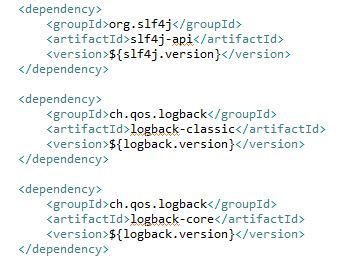 <dependency>
    <groupId>org.slf4j</groupId>
    <artifactId>slf4j-api</artifactId>
    <version>${slf4j.version}</version>
</dependency>

<dependency>
    <groupId>ch.qos.logback</groupId>
    <artifactId>logback-classic</artifactId>
    <version>${logback.version}</version>
</dependency>

<dependency>
    <groupId>ch.qos.logback</groupId>
    <artifactId>logback-core</artifactId>
    <version>${logback.version}</version>
</dependency>